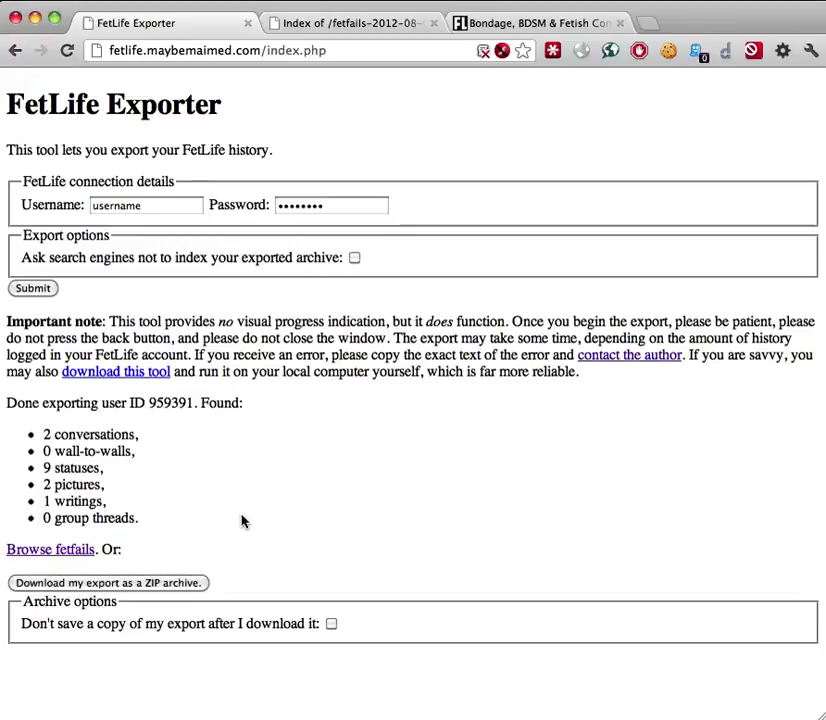 FetLife Exporter
Index of /fetfails-2012-08-
FL Bondage, BDSM & Fetish Con
fetlife.maybemaimed.com/index.php
0
d
FetLife Exporter
This tool lets you export your FetLife history.
FetLife connection details
Username: username Password: ••••••••
Export options
Ask search engines not to index your exported archive:
Submit
Important note: This tool provides no visual progress indication, but it does function. Once you begin the export, please be patient, please
do not press the back button, and please do not close the window. The export may take some time, depending on the amount of history
logged in your FetLife account. If you receive an error, please copy the exact text of the error and contact the author. If you are savvy, you
may also download this tool and run it on your local computer yourself, which is far more reliable.
Done exporting user ID 959391. Found:
• 2 conversations,
• 0 wall-to-walls,
• 9 statuses,
• 2 pictures,
• 1 writings,
• 0 group threads.
Browse fetfails. Or:
Download my export as a ZIP archive.
Archive options
Don't save a copy of my export after I download it: